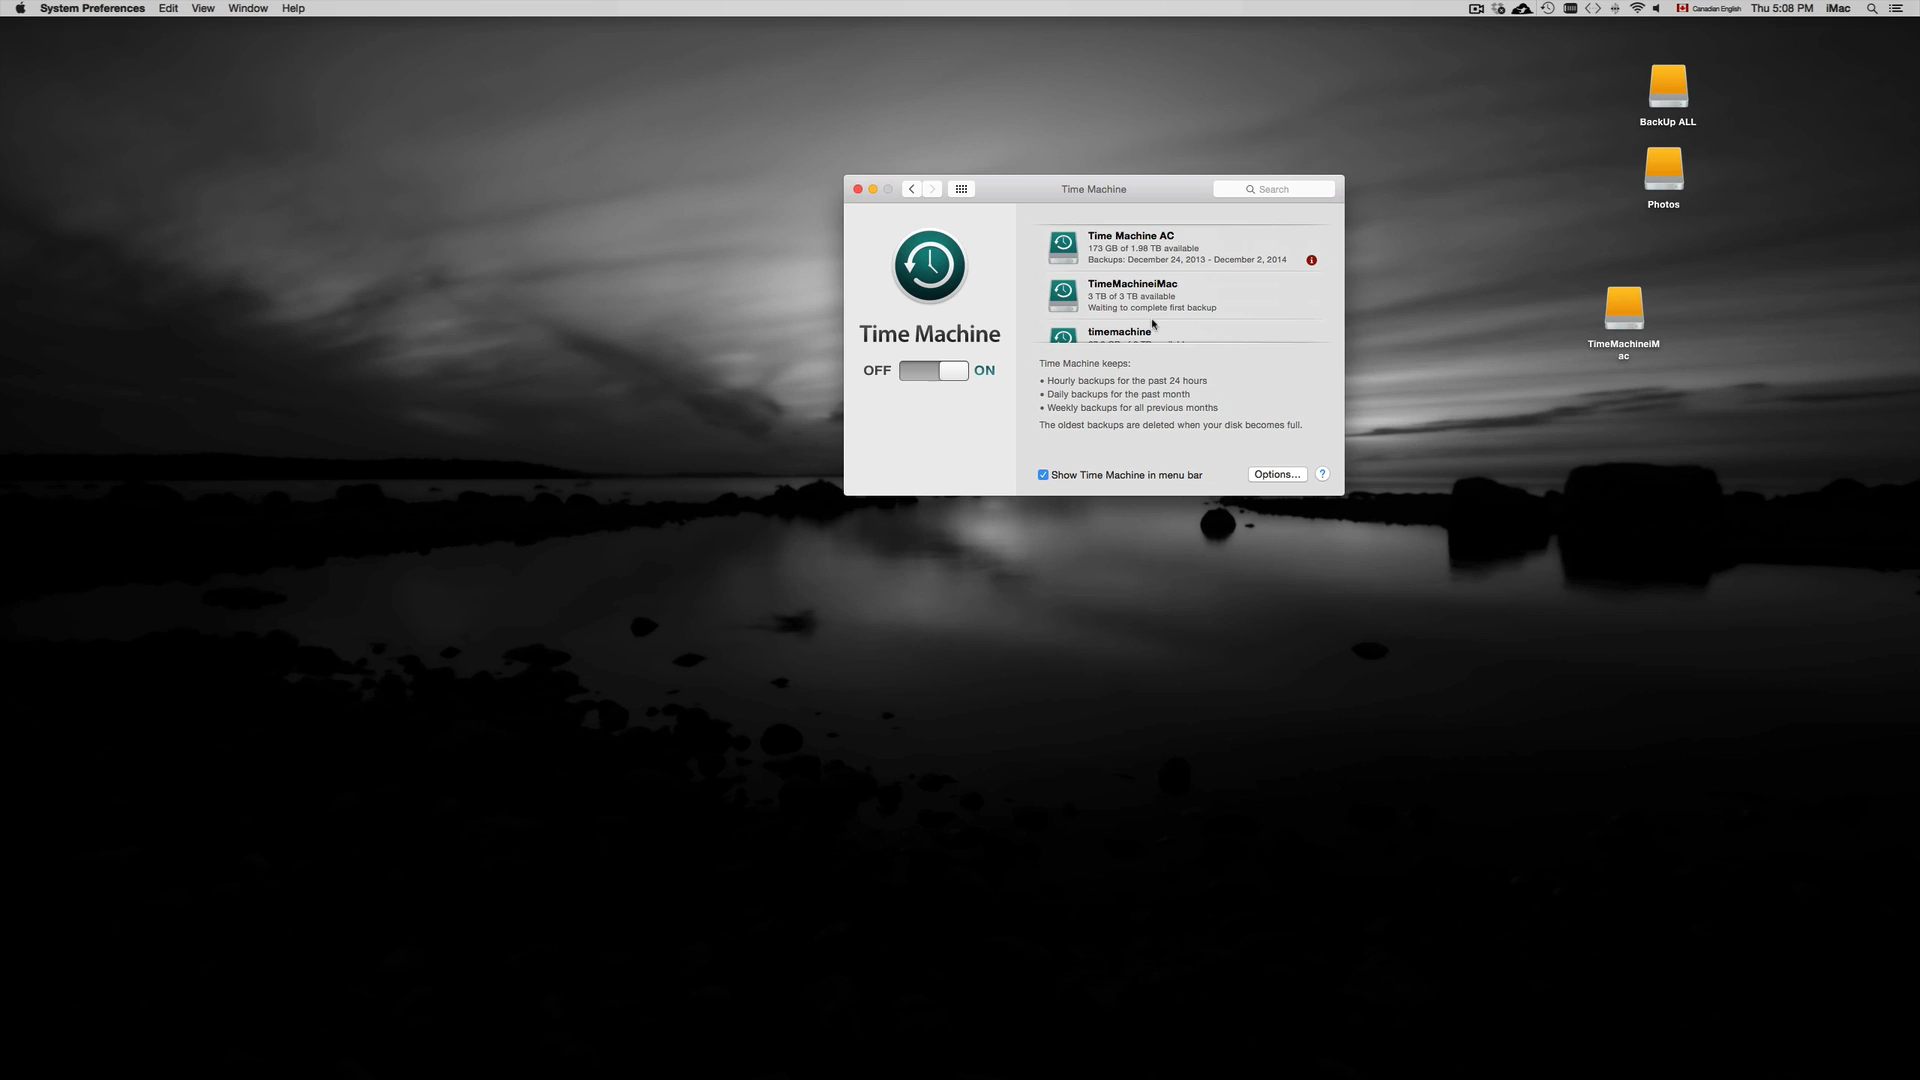 System Preferences Edit View Window Help
Canadian English Thu 5:08 PM iMac
BackUp ALL
Photos
TimeMachineiM
ac
Time Machine
Search
Time Machine
OFF ON
Time Machine AC
173 GB of 1.98 TB available
Backups: December 24, 2013 - December 2, 2014
TimeMachineiMac
3 TB of 3 TB available
Waiting to complete first backup
timemachine
Time Machine keeps:
• Hourly backups for the past 24 hours
• Daily backups for the past month
• Weekly backups for all previous months
The oldest backups are deleted when your disk becomes full.
Show Time Machine in menu bar
Options...
?